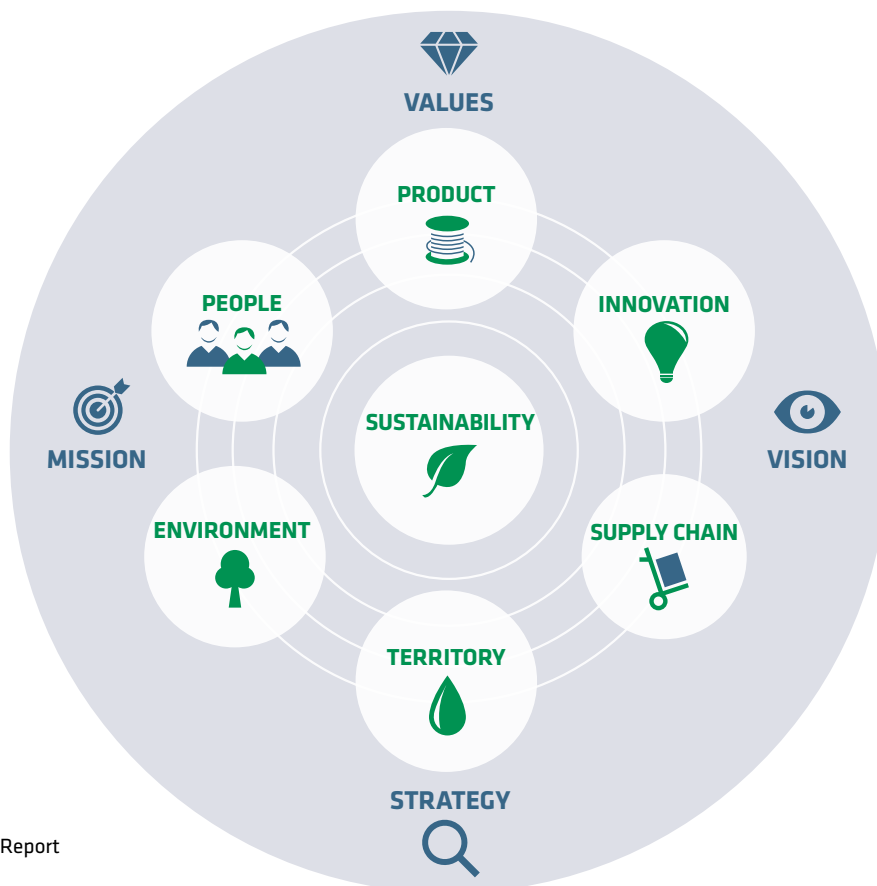 VALUES
PRODUCT
PEOPLE
INNOVATION
SUSTAINABILITY
MISSION
VISION
ENVIRONMENT
SUPPLY CHAIN
TERRITORY
STRATEGY
Report